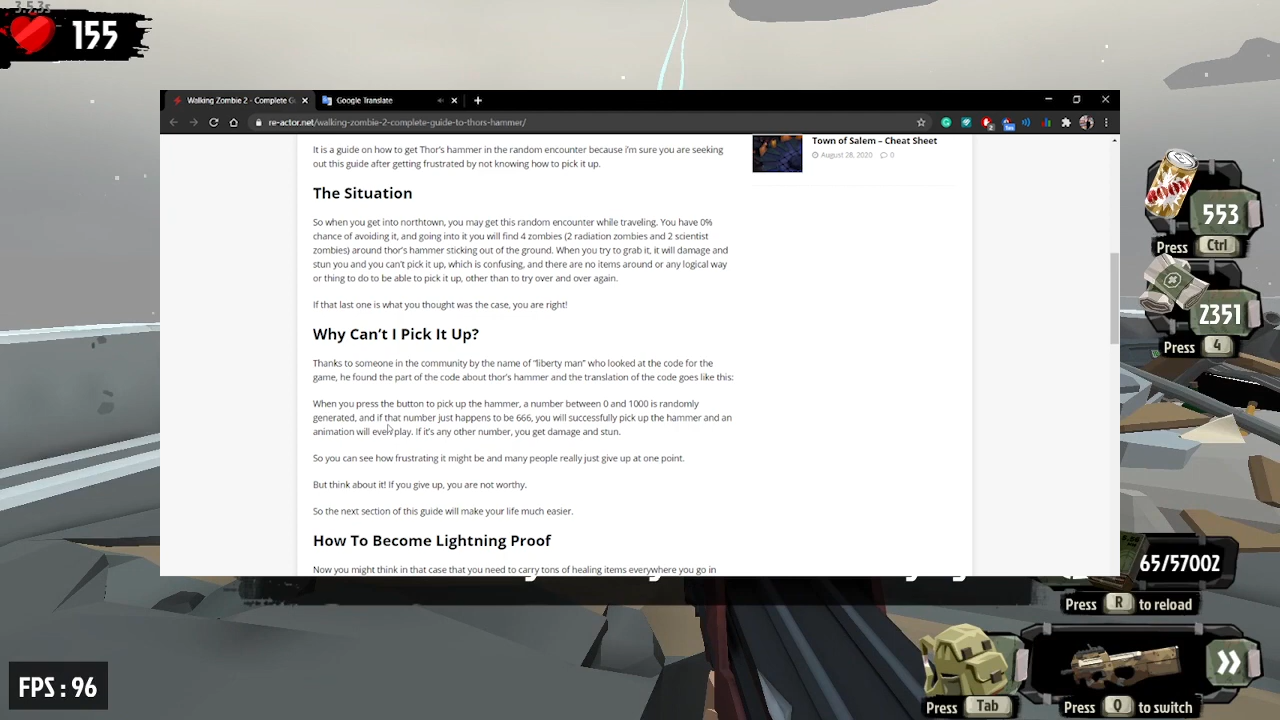 3.5.3s
155
Walking Zombie 2 - Complete G
Google Translate
re-actor.net/walking-zombie-2-complete-guide-to-thors-hammer/
It is a guide on how to get Thor's hammer in the random encounter because i'm sure you are seeking
out this guide after getting frustrated by not knowing how to pick it up.
Town of Salem – Cheat Sheet
August 28, 2020 0
The Situation
So when you get into northtown, you may get this random encounter while traveling. You have 0%
chance of avoiding it, and going into it you will find 4 zombies (2 radiation zombies and 2 scientist
zombies) around thor's hammer sticking out of the ground. When you try to grab it, it will damage and
stun you and you can't pick it up, which is confusing, and there are no items around or any logical way
or thing to do to be able to pick it up, other than to try over and over again.
If that last one is what you thought was the case, you are right!
Why Can't I Pick It Up?
Thanks to someone in the community by the name of "liberty man" who looked at the code for the
game, he found the part of the code about thor's hammer and the translation of the code goes like this:
When you press the button to pick up the hammer, a number between 0 and 1000 is randomly
generated, and if that number just happens to be 666, you will successfully pick up the hammer and an
animation will even play. If it's any other number, you get damage and stun.
So you can see how frustrating it might be and many people really just give up at one point.
But think about it! If you give up, you are not worthy.
So the next section of this guide will make your life much easier.
How To Become Lightning Proof
Now you might think in that case that you need to carry tons of healing items everywhere you go in
553
Press Ctrl
2351
Press 4
65/57002
Press R to reload
Press Tab
Press Q to switch
FPS : 96